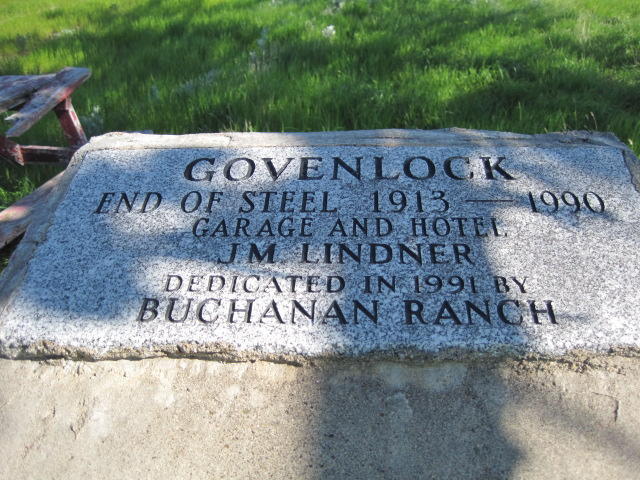 GOVENLOCK
END OF STEEL 1913 — 1990
GARAGE AND HOTEL
JM LINDNER
DEDICATED IN 1991 BY
BUCHANAN RANCH